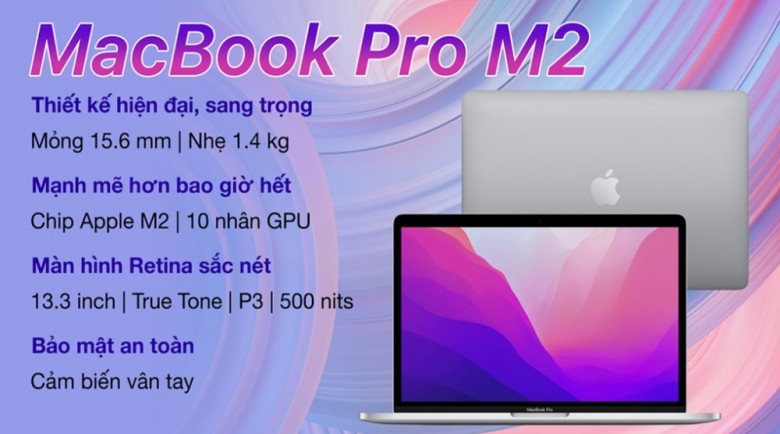 MacBook Pro M2
Thiết kế hiện đại, sang trọng
Mỏng 15.6 mm | Nhẹ 1.4 kg
Mạnh mẽ hơn bao giờ hết
Chip Apple M2 | 10 nhân GPU
Màn hình Retina sắc nét
13.3 inch | True Tone | P3 | 500 nits
Bảo mật an toàn
Cảm biến vân tay
MacBook Pro